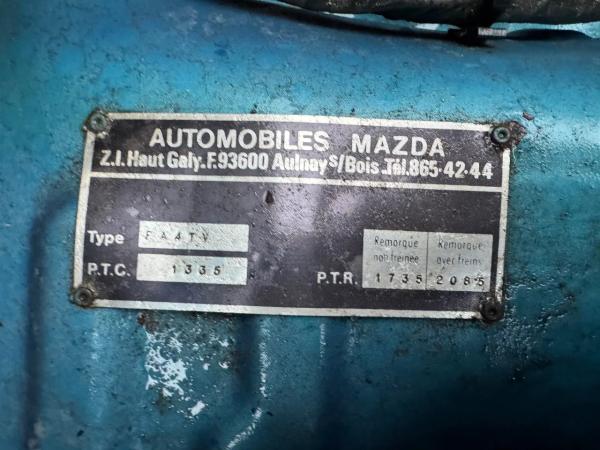 AUTOMOBILES MAZDA
Z.I. Haut Galy. F. 93600 Aulnay s/Bois. Tél. 865-42-44
Type FA4TV
Remorque non freinée
Remorque avec freins
P.T.C. 1335
P.T.R. 1735 2085